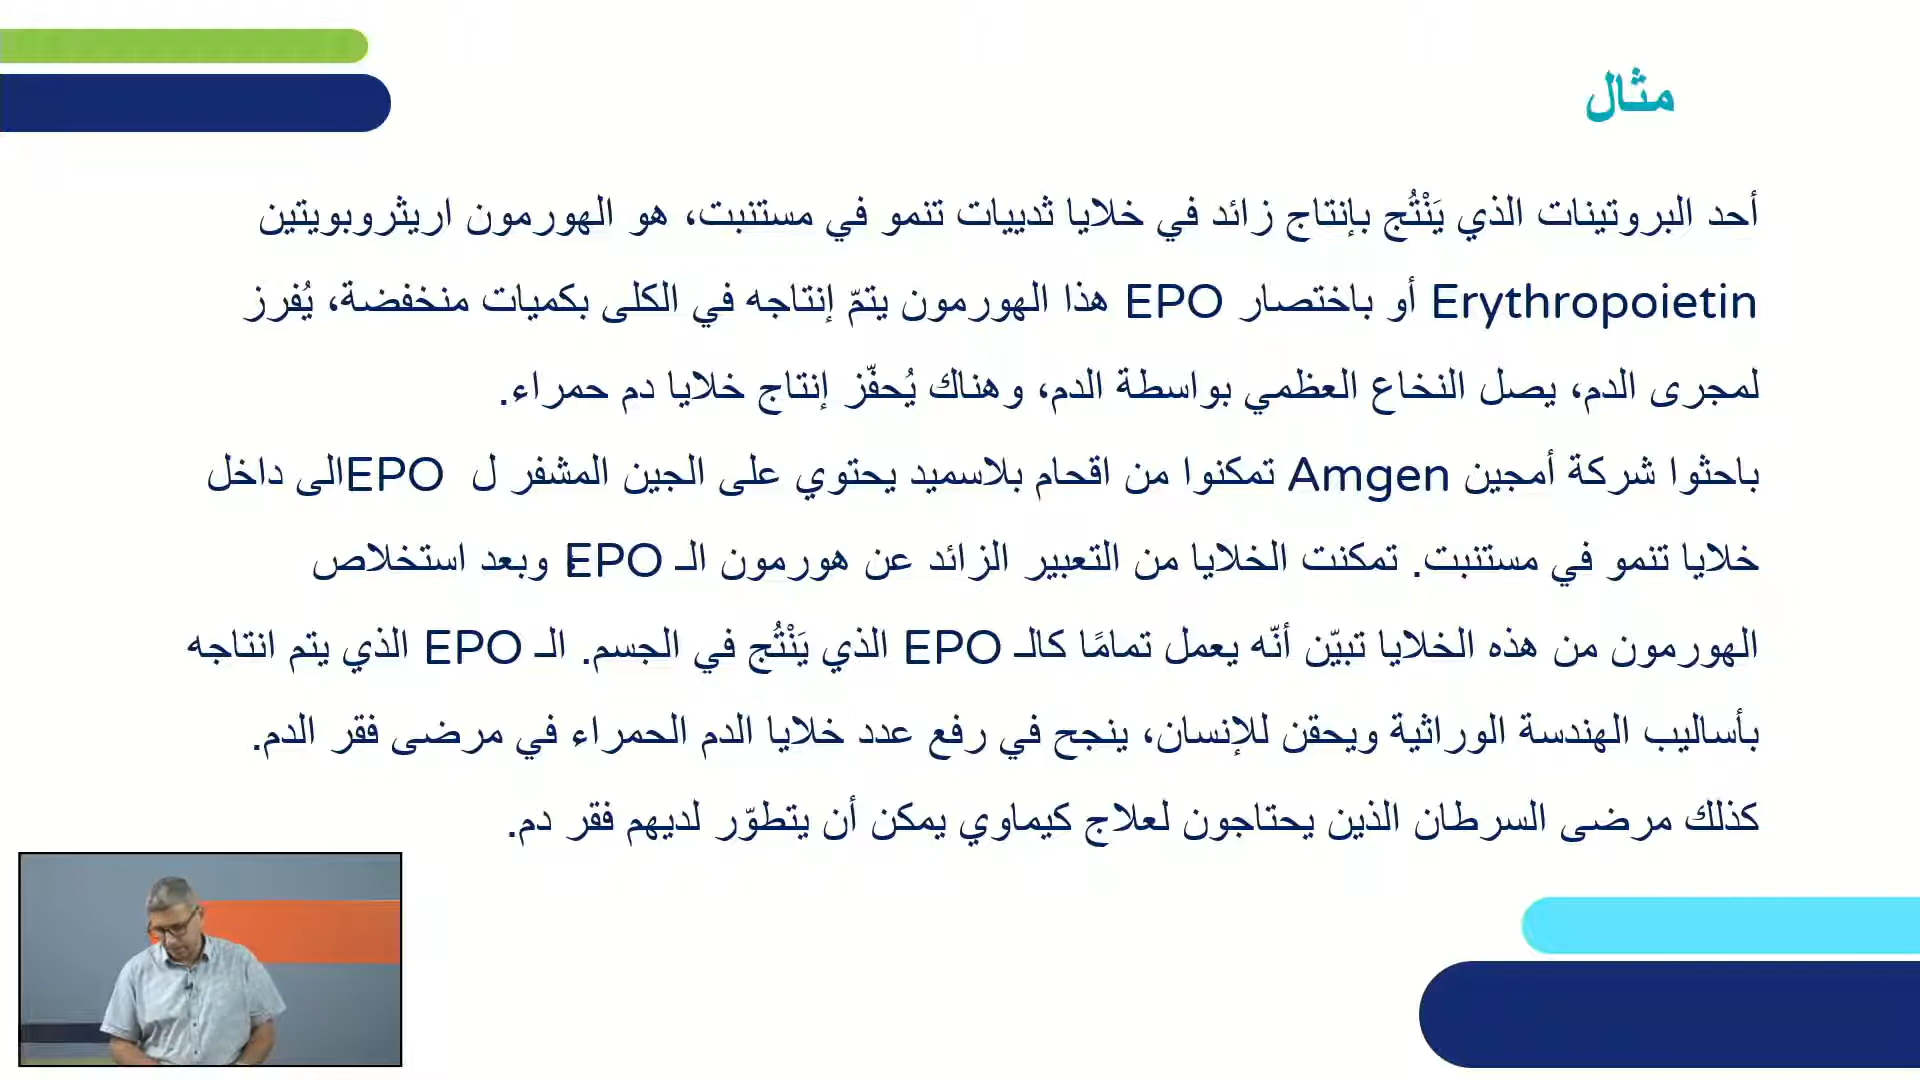 مثال
أحد البروتينات الذي يَنْتُج بإنتاج زائد في خلايا ثدييات تنمو في مستنبت، هو الهورمون اريثروبويتين
Erythropoietin أو باختصار EPO هذا الهورمون يتمّ إنتاجه في الكلى بكميات منخفضة، يُفرز
لمجرى الدم، يصل النخاع العظمي بواسطة الدم، وهناك يُحفّز إنتاج خلايا دم حمراء.
باحثوا شركة أمجين Amgen تمكنوا من اقحام بلاسميد يحتوي على الجين المشفر ل EPOالى داخل
خلايا تنمو في مستنبت. تمكنت الخلايا من التعبير الزائد عن هورمون الـ EPO وبعد استخلاص
الهورمون من هذه الخلايا تبيّن أنّه يعمل تمامًا كالـ EPO الذي يَنْتُج في الجسم. الـ EPO الذي يتم انتاجه
بأساليب الهندسة الوراثية ويحقن للإنسان، ينجح في رفع عدد خلايا الدم الحمراء في مرضى فقر الدم.
كذلك مرضى السرطان الذين يحتاجون لعلاج كيماوي يمكن أن يتطوّر لديهم فقر دم.